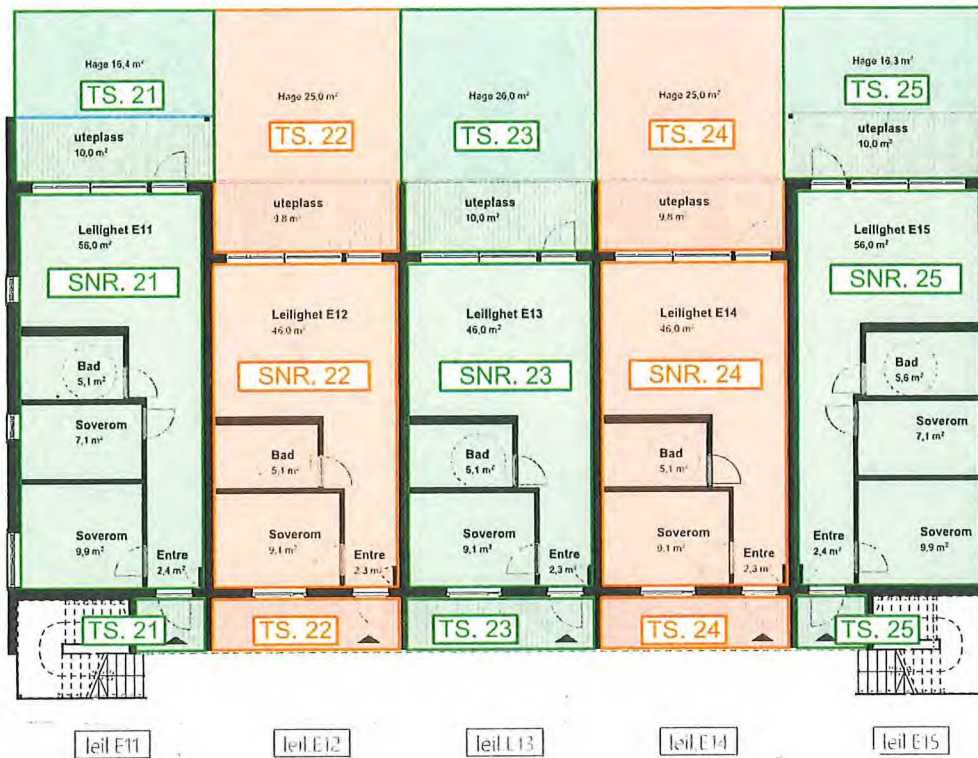 Hage 16,4 m²
TS. 21
uteplass
10,0 m²
Leilighet E11
56,0 m²
SNR. 21
Bad
5,1 m²
Soverom
7,1 m²
Soverom
9,9 m²
Entre
2,4 m²
TS. 21
leil E11
Hage 25,0 m²
TS. 22
uteplass
9,8 m²
Leilighet E12
46,0 m²
SNR. 22
Bad
5,1 m²
Soverom
9,1 m²
Entre
2,3 m²
TS. 22
leil.E12
Hage 26,0 m²
TS. 23
uteplass
10,0 m²
Leilighet E13
46,0 m²
SNR. 23
Bad
Soverom
9,1 m²
Entre
2,3 m²
TS. 23
leil.E13
Hage 25,0 m²
TS. 24
uteplass
9,8 m²
Leilighet E14
46,0 m²
SNR. 24
Bad
5,1 m²
Soverom
9,1 m²
Entre
2,3 m²
TS. 24
leil.E14
Hage 16,3 m²
TS. 25
uteplass
10,0 m²
Leilighet E15
56,0 m²
SNR. 25
Bad
5,6 m²
Soverom
7,1 m²
Soverom
9,9 m²
Entre
2,4 m²
TS. 25
leil E15